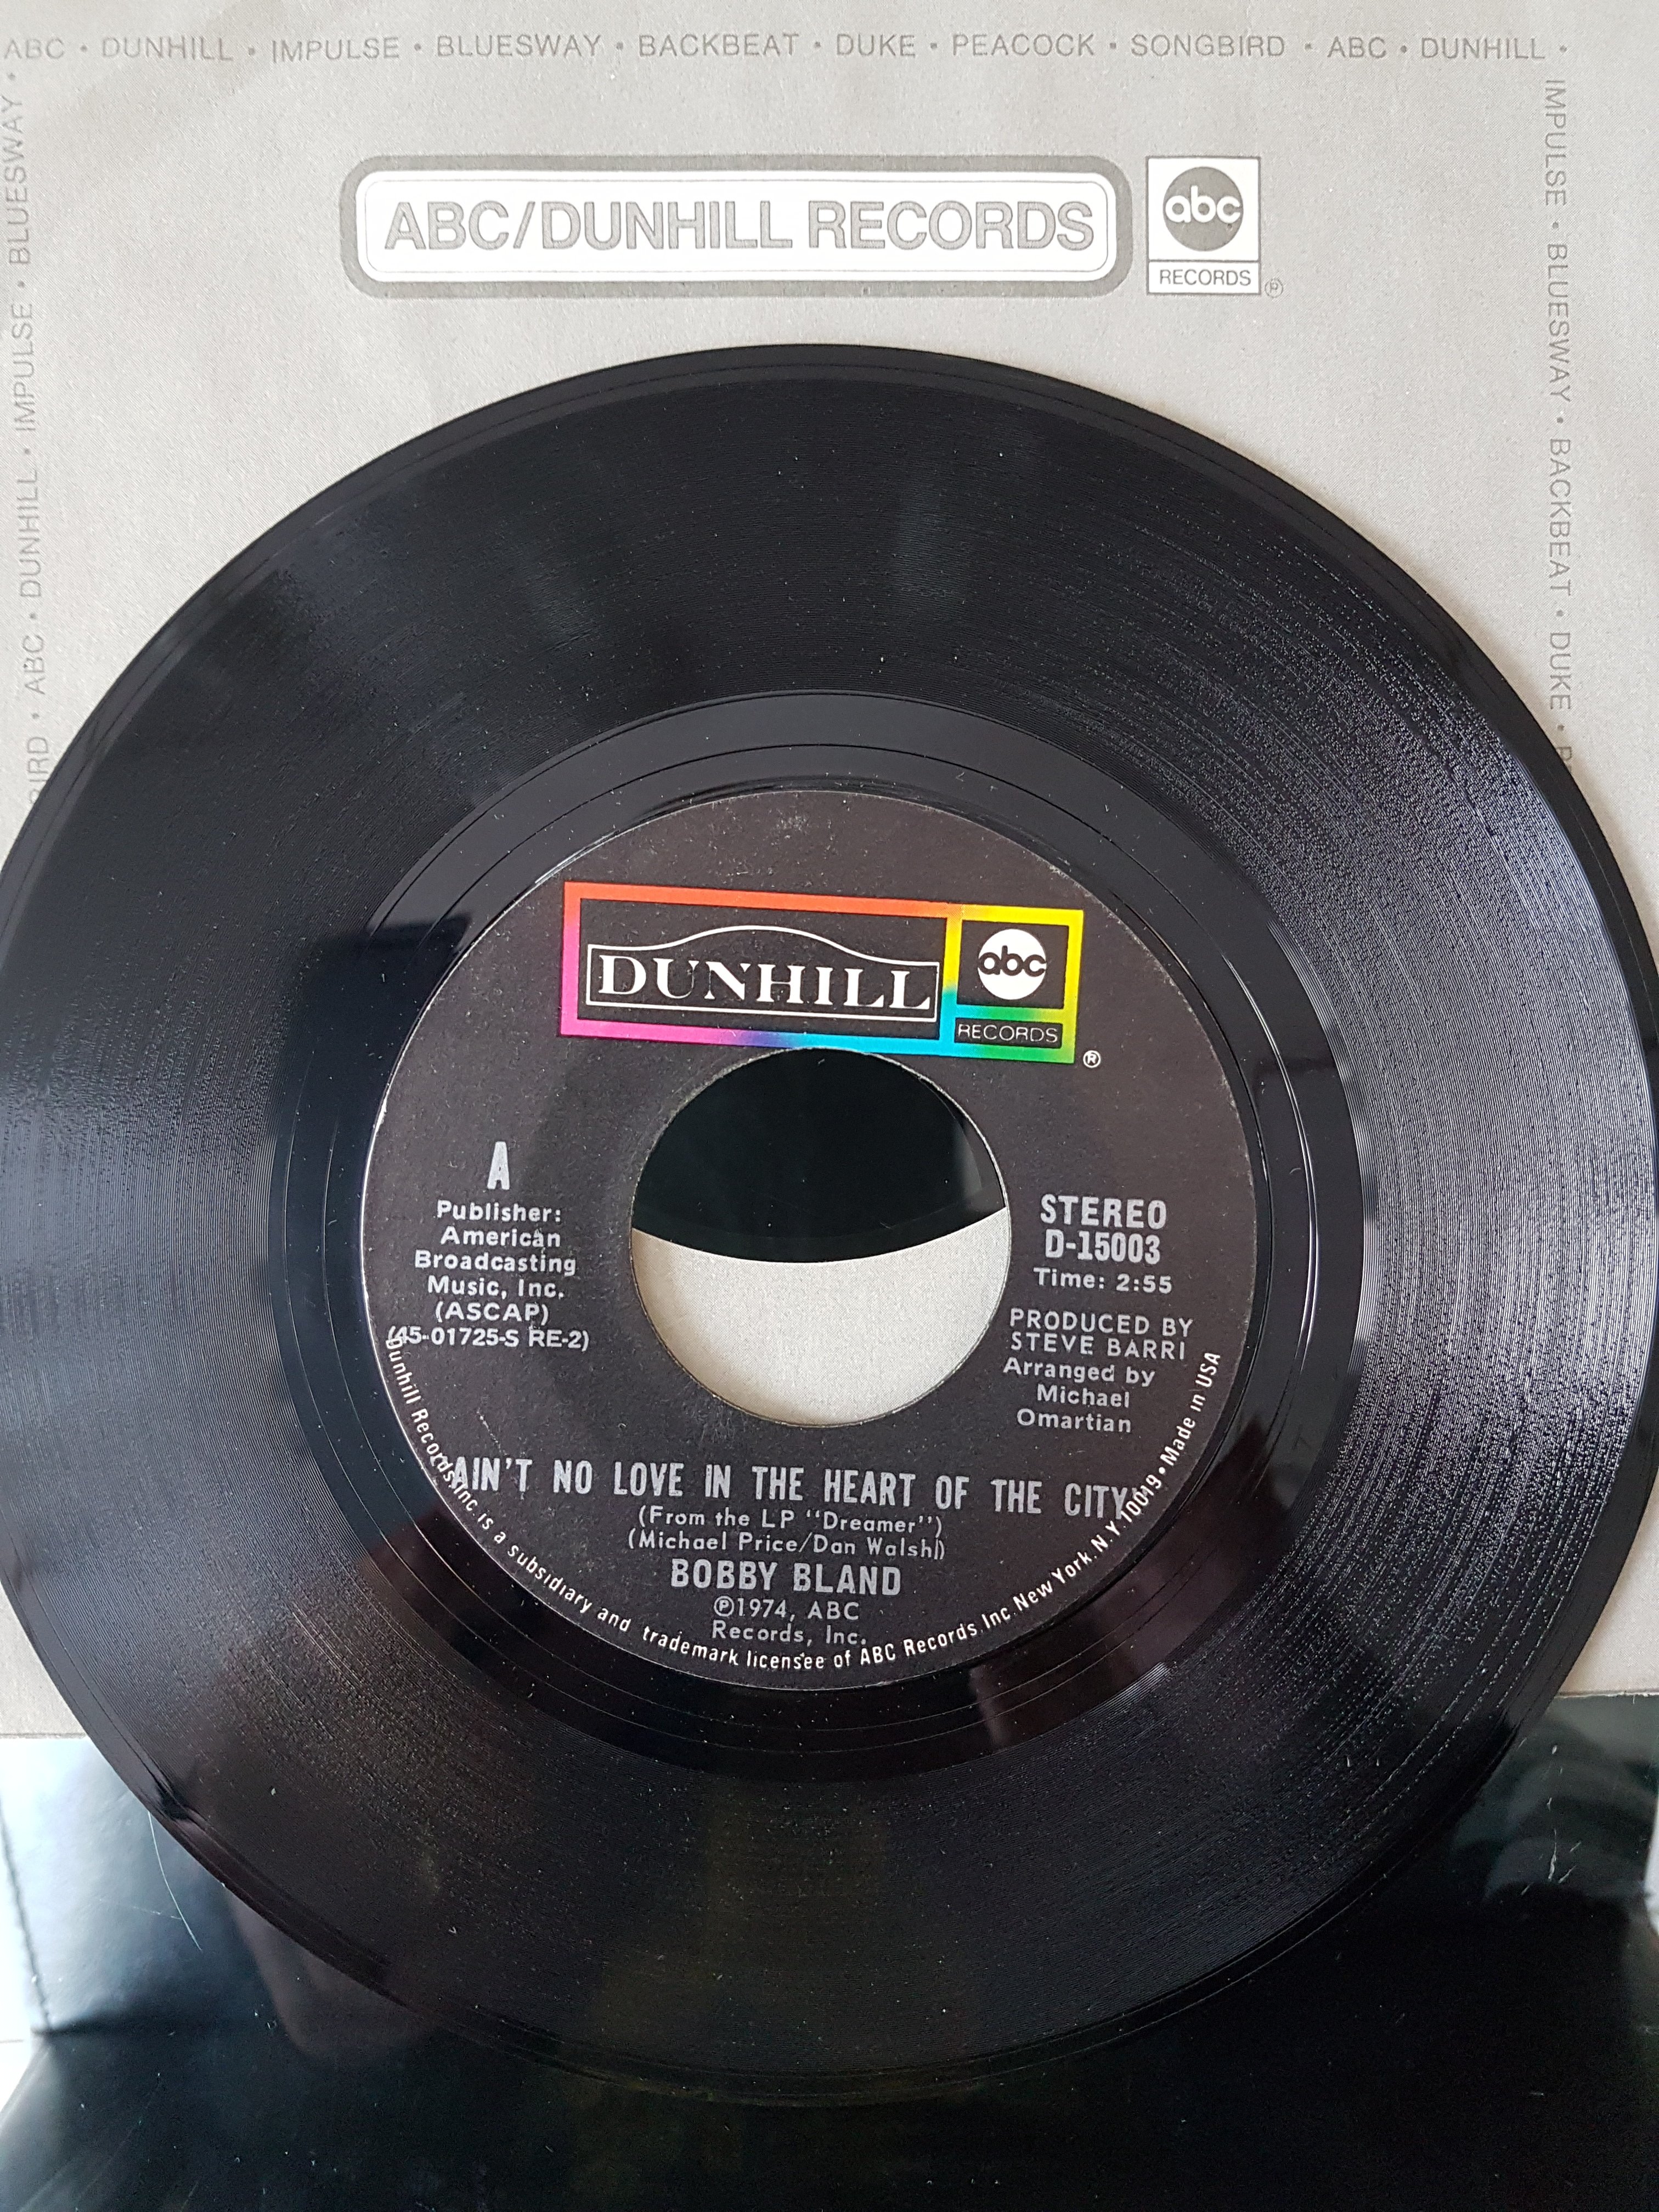 ABC • DUNHILL • IMPULSE • BLUESWAY • BACKBEAT • DUKE • PEACOCK • SONGBIRD • ABC • DUNHILL •
IMPULSE • BLUESWAY • BACKBEAT • DUKE •
ABC • DUNHILL • IMPULSE • BLUESWAY •
ABC/DUNHILL RECORDS
abc
RECORDS ®
DUNHILL
abc
RECORDS
®
A
Publisher:
American
Broadcasting
Music, Inc.
(ASCAP)
(45-01725-S RE-2)
STEREO
D-15003
Time: 2:55
PRODUCED BY
STEVE BARRI
Arranged by
Michael
Omartian
AIN'T NO LOVE IN THE HEART OF THE CITY
(From the LP "Dreamer")
(Michael Price/Dan Walsh)
BOBBY BLAND
℗1974, ABC
Records, Inc.
Dunhill Records Inc. is a subsidiary and trademark licensee of ABC Records Inc New York. N.Y. 10019 • Made in USA